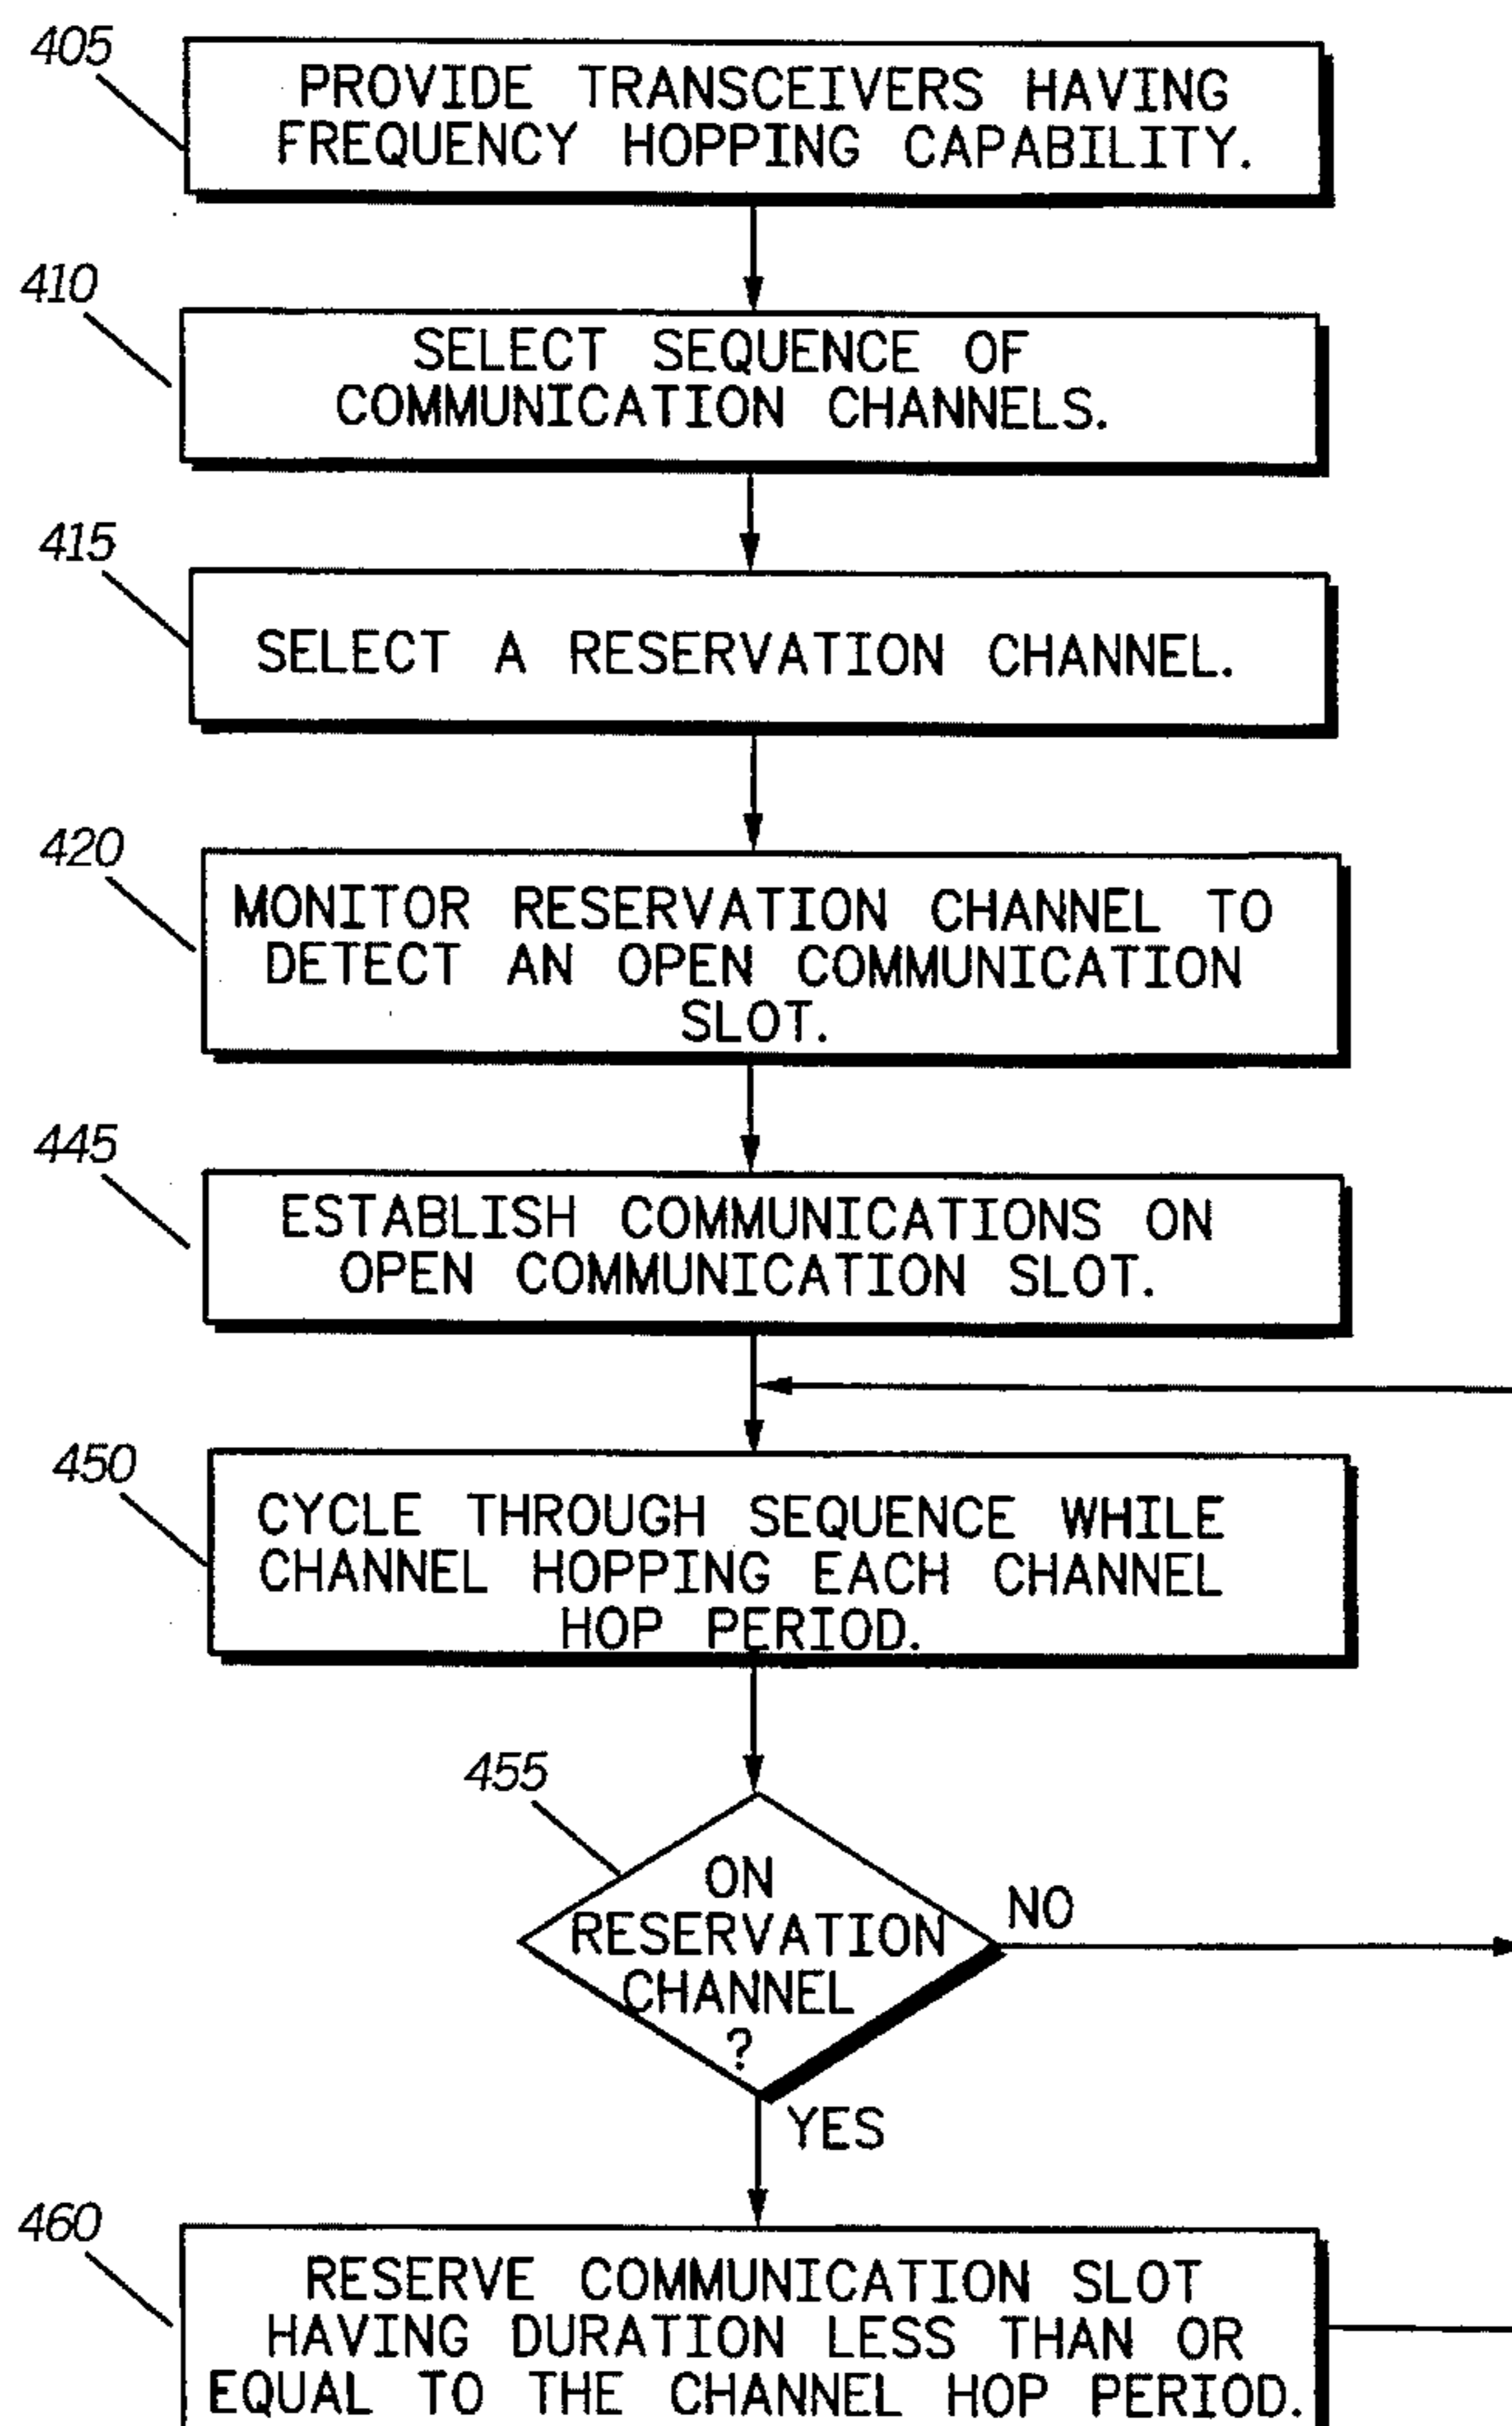 405
PROVIDE TRANSCEIVERS HAVING
FREQUENCY HOPPING CAPABILITY.
410
SELECT SEQUENCE OF
COMMUNICATION CHANNELS.
415
SELECT A RESERVATION CHANNEL.
420
MONITOR RESERVATION CHANNEL TO
DETECT AN OPEN COMMUNICATION
SLOT.
445
ESTABLISH COMMUNICATIONS ON
OPEN COMMUNICATION SLOT.
450
CYCLE THROUGH SEQUENCE WHILE
CHANNEL HOPPING EACH CHANNEL
HOP PERIOD.
455
ON
RESERVATION
CHANNEL
?
NO
YES
460
RESERVE COMMUNICATION SLOT
HAVING DURATION LESS THAN OR
EQUAL TO THE CHANNEL HOP PERIOD.